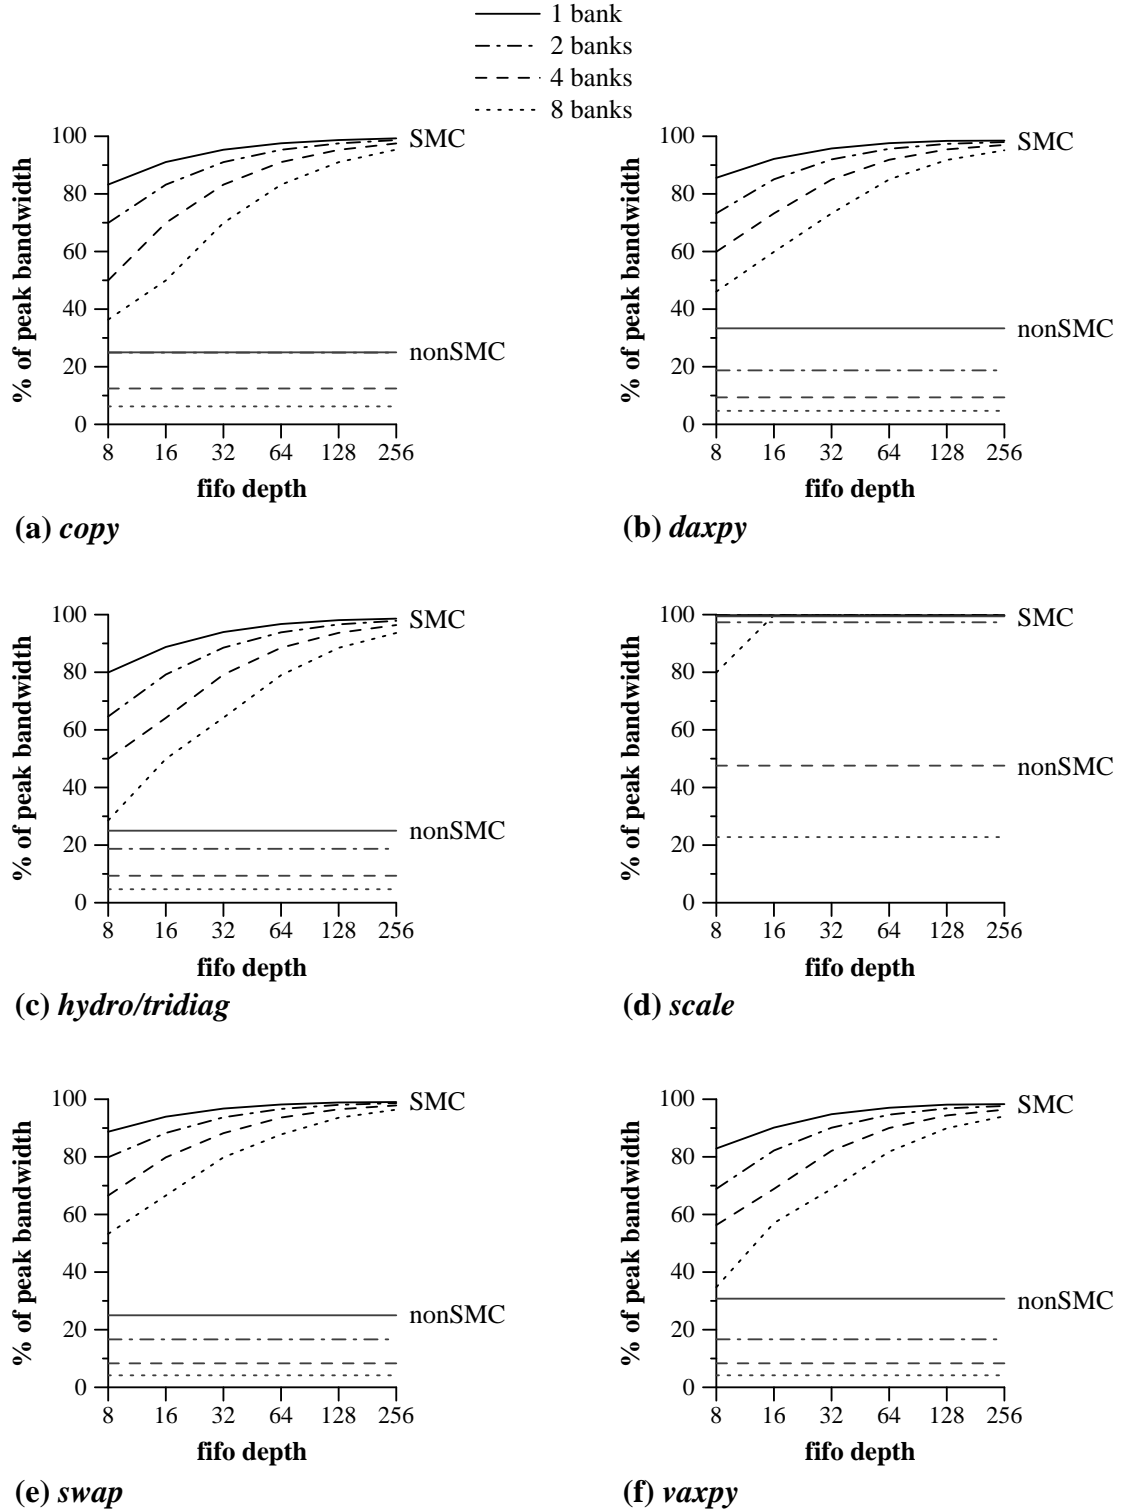 1 bank
2 banks
4 banks
8 banks
% of peak bandwidth
100
80
60
40
20
0
SMC
nonSMC
8 16 32 64 128 256
fifo depth
(a) copy
% of peak bandwidth
100
80
60
40
20
0
SMC
nonSMC
8 16 32 64 128 256
fifo depth
(b) daxpy
% of peak bandwidth
100
80
60
40
20
0
SMC
nonSMC
8 16 32 64 128 256
fifo depth
(c) hydro/tridiag
% of peak bandwidth
100
80
60
40
20
0
SMC
nonSMC
8 16 32 64 128 256
fifo depth
(d) scale
% of peak bandwidth
100
80
60
40
20
0
SMC
nonSMC
8 16 32 64 128 256
fifo depth
(e) swap
% of peak bandwidth
100
80
60
40
20
0
SMC
nonSMC
8 16 32 64 128 256
fifo depth
(f) vaxpy